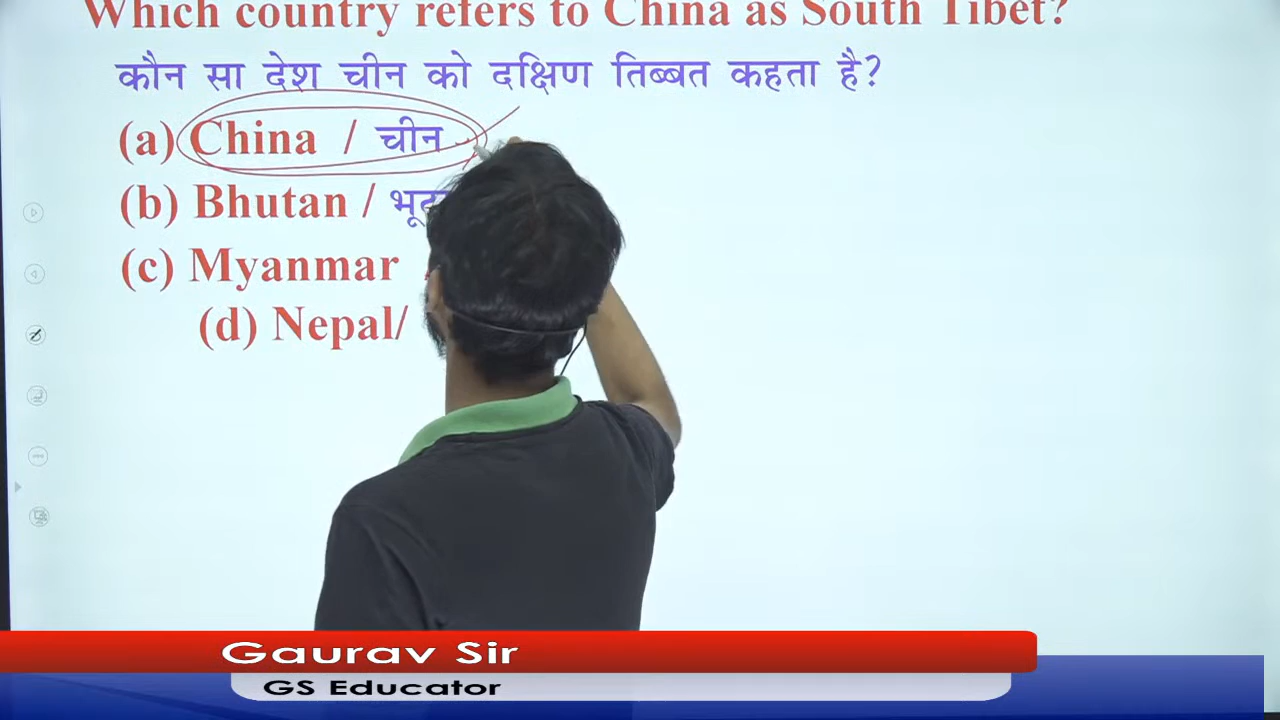 Which country refers to China as South Tibet?
कौन सा देश चीन को दक्षिण तिब्बत कहता है?
(a) China / चीन
(b) Bhutan /
(c) Myanmar
(d) Nepal/
Gaurav Sir
GS Educator